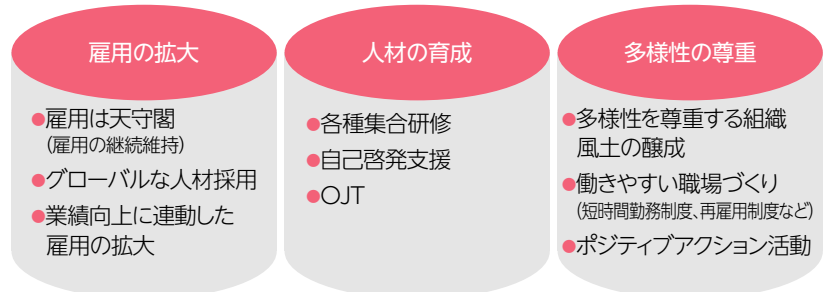 雇用の拡大
●雇用は天守閣
(雇用の継続維持)
●グローバルな人材採用
●業績向上に連動した
雇用の拡大
人材の育成
●各種集合研修
●自己啓発支援
●OJT
多様性の尊重
●多様性を尊重する組織
風土の醸成
●働きやすい職場づくり
(短時間勤務制度、再雇用制度など)
●ポジティブアクション活動